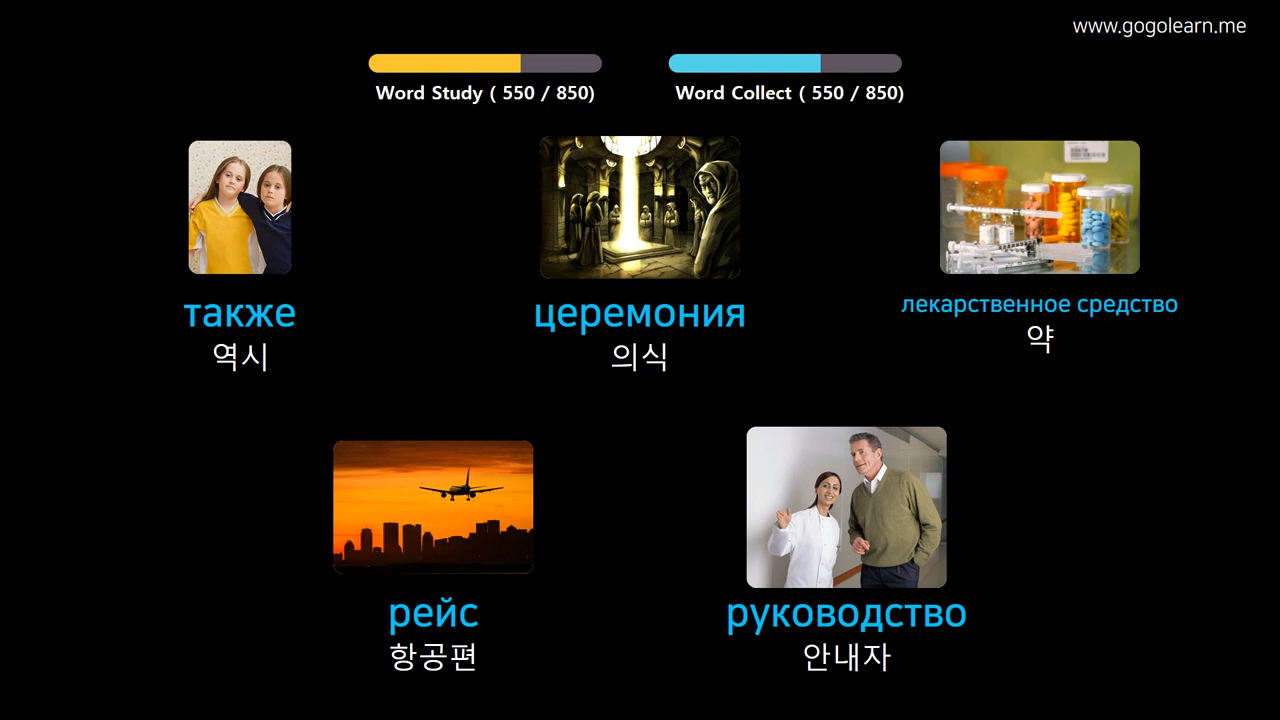 www.gogolearn.me
Word Study ( 550 / 850)
Word Collect ( 550 / 850)
также
역시
церемония
의식
лекарственное средство
약
рейс
항공편
руководство
안내자